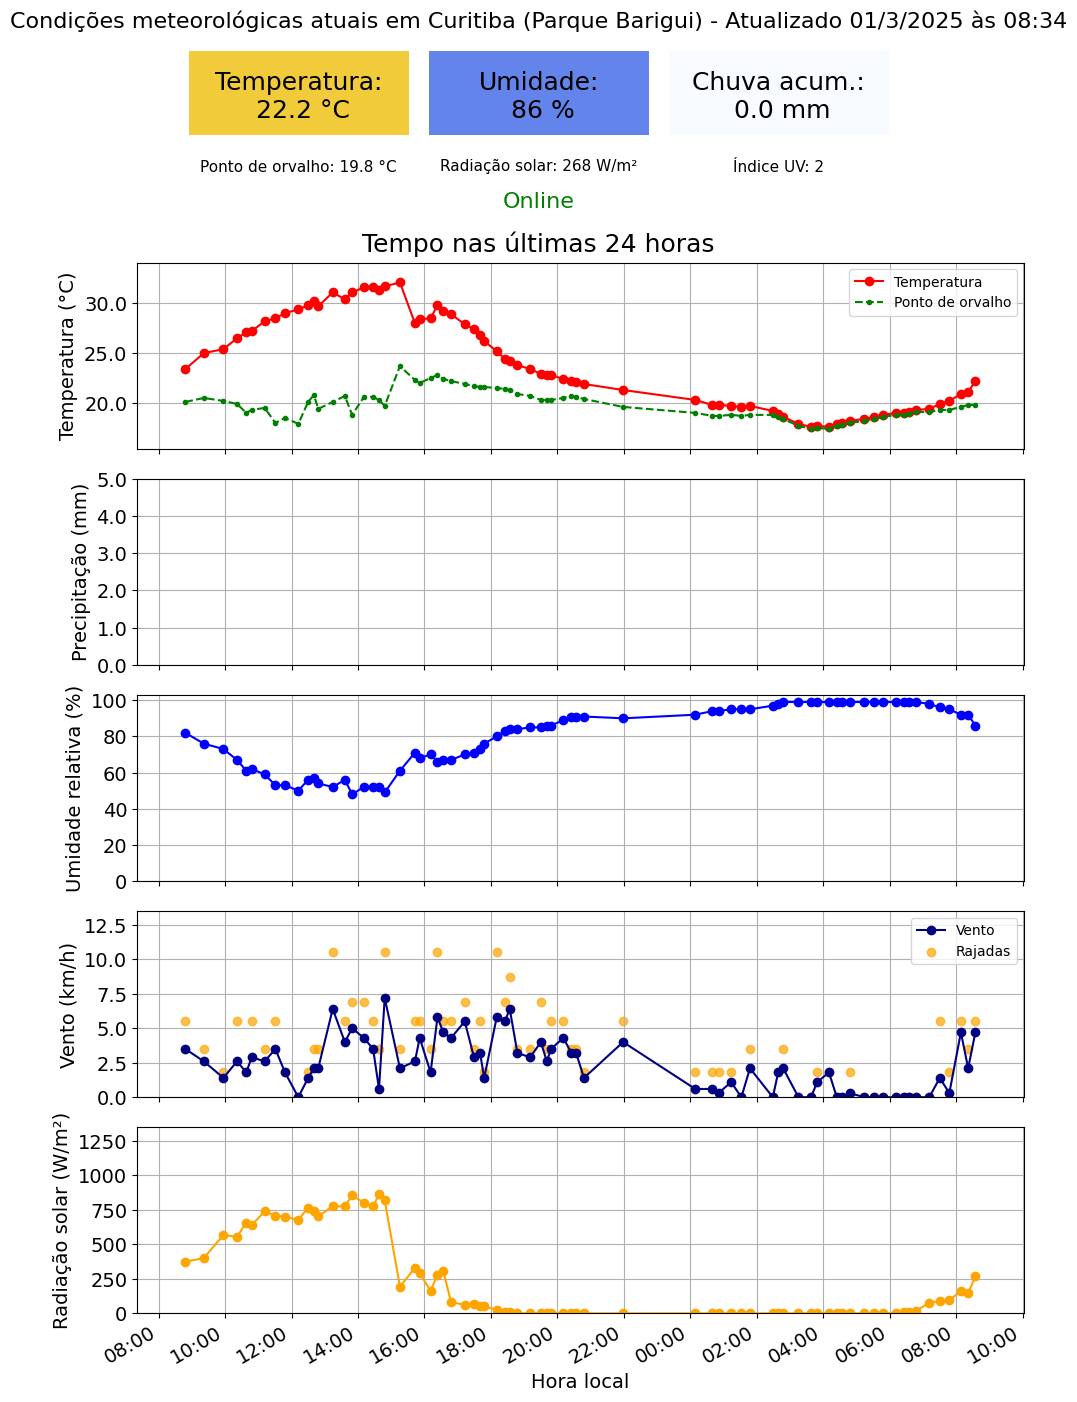 Condições meteorológicas atuais em Curitiba (Parque Barigui) - Atualizado 01/3/2025 às 08:34
Temperatura:
22.2 °C
Umidade:
86 %
Chuva acum.:
0.0 mm
Ponto de orvalho: 19.8 °C
Radiação solar: 268 W/m²
Índice UV: 2
Online
Tempo nas últimas 24 horas
Temperatura (°C)
30.0
25.0
20.0
Temperatura
Ponto de orvalho
Precipitação (mm)
5.0
4.0
3.0
2.0
1.0
0.0
Umidade relativa (%)
100
80
60
40
20
0
Vento (km/h)
12.5
10.0
7.5
5.0
2.5
0.0
Vento
Rajadas
Radiação solar (W/m²)
1250
1000
750
500
250
0
08:00
10:00
12:00
14:00
16:00
18:00
20:00
22:00
00:00
02:00
04:00
06:00
08:00
10:00
Hora local